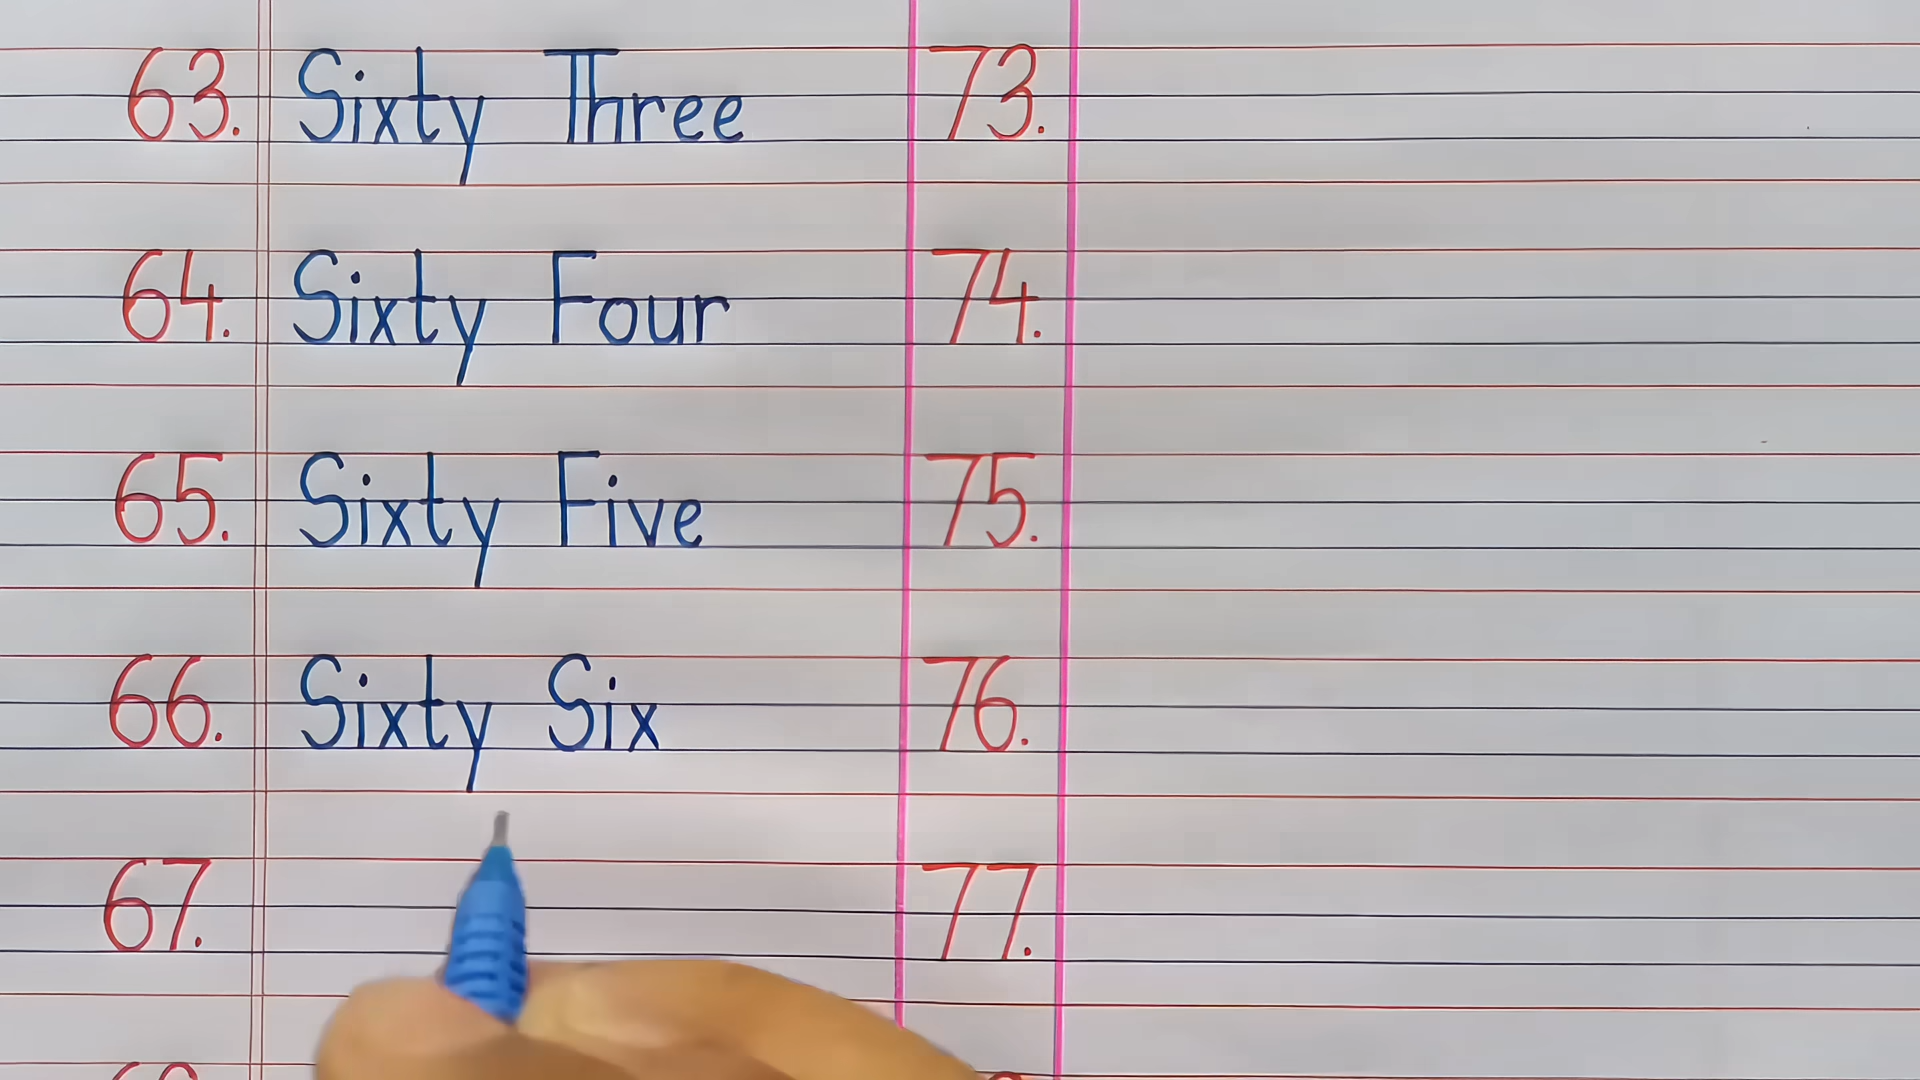 63. Sixty Three 73.
64. Sixty Four 74.
65. Sixty Five 75.
66. Sixty Six 76.
67. 77.